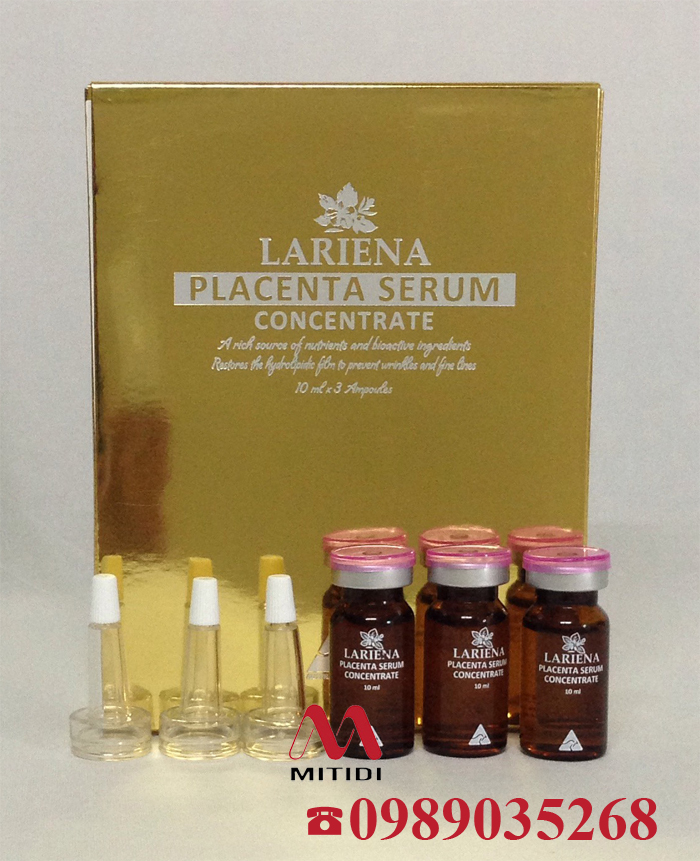 LARIENA
PLACENTA SERUM
CONCENTRATE
A rich source of nutrients and bioactive ingredients
Restores the hydrolipidic film to prevent wrinkles and fine lines
10 ml x 3 Ampoules
LARIENA
PLACENTA SERUM
CONCENTRATE
10 ml
LARIENA
PLACENTA SERUM
CONCENTRATE
10 ml
LARIENA
PLACENTA SERUM
CONCENTRATE
10 ml
MITIDI
☎0989035268